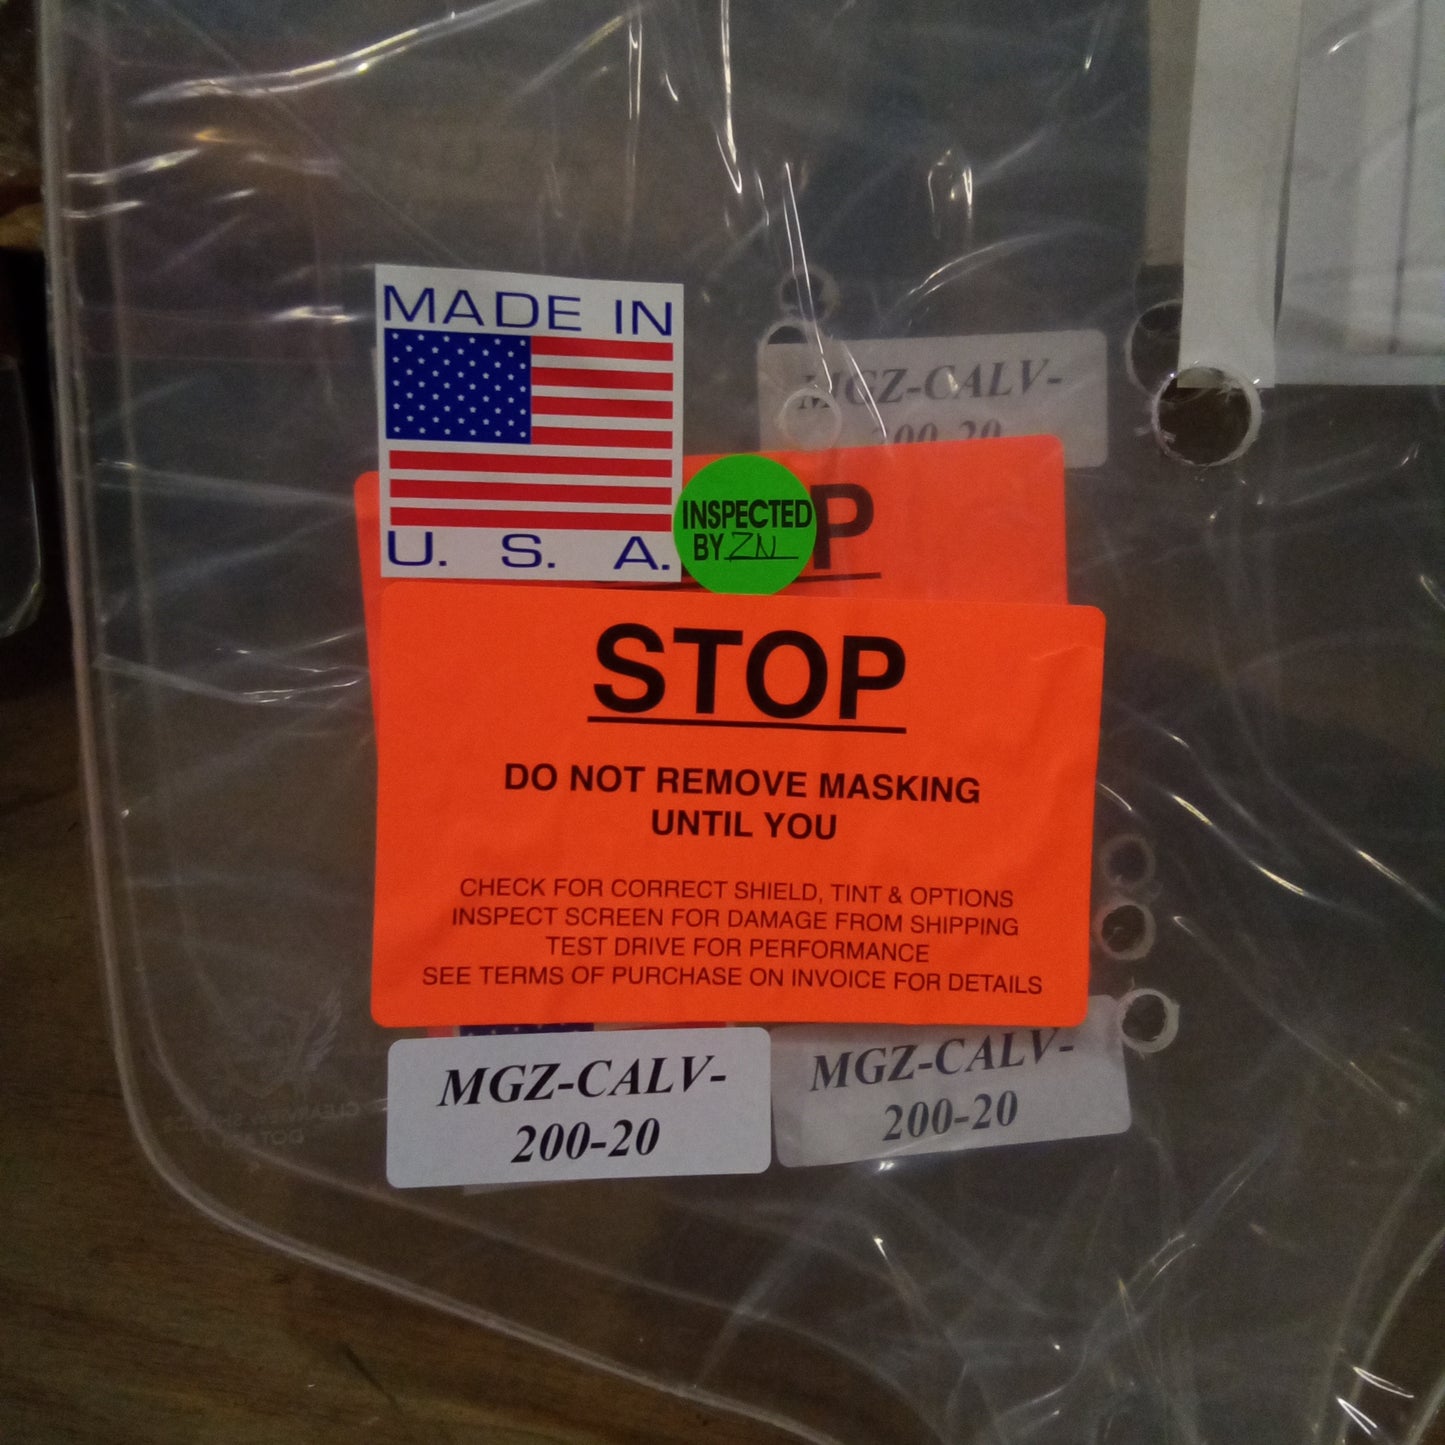 MADE IN
U. S. A.
MGZ-CALV-
200-20
P
INSPECTED
BY ZN
STOP
DO NOT REMOVE MASKING
UNTIL YOU
CHECK FOR CORRECT SHIELD, TINT & OPTIONS
INSPECT SCREEN FOR DAMAGE FROM SHIPPING
TEST DRIVE FOR PERFORMANCE
SEE TERMS OF PURCHASE ON INVOICE FOR DETAILS
MGZ-CALV-
200-20
MGZ-CALV-
200-20